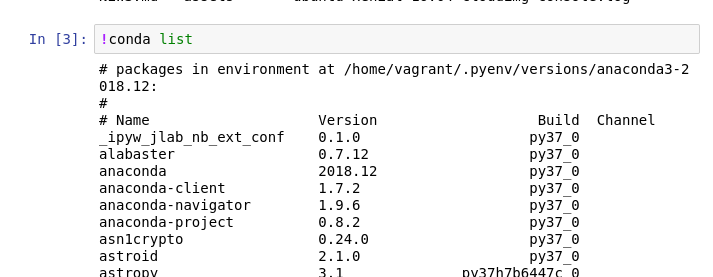 In [3]: !conda list
# packages in environment at /home/vagrant/.pyenv/versions/anaconda3-2
018.12:
#
# Name Version Build Channel
_ipyw_jlab_nb_ext_conf 0.1.0 py37_0
alabaster 0.7.12 py37_0
anaconda 2018.12 py37_0
anaconda-client 1.7.2 py37_0
anaconda-navigator 1.9.6 py37_0
anaconda-project 0.8.2 py37_0
asn1crypto 0.24.0 py37_0
astroid 2.1.0 py37_0
astropy 3.1 py37h7b6447c_0